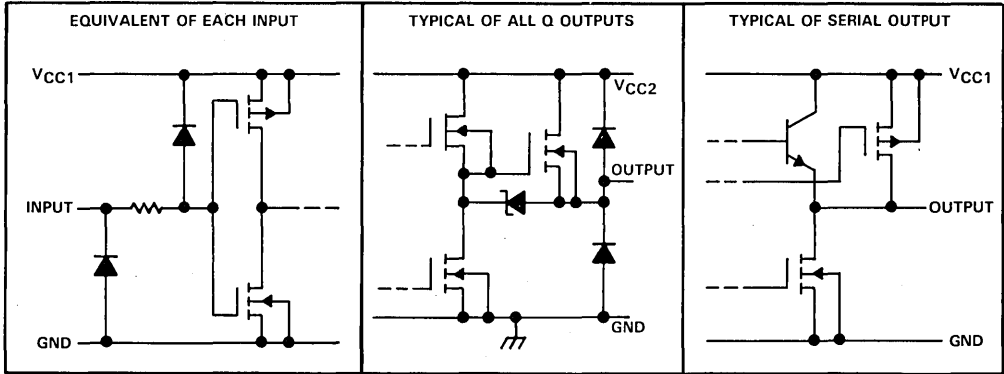 EQUIVALENT OF EACH INPUT
VCC1
INPUT
GND
TYPICAL OF ALL Q OUTPUTS
VCC2
OUTPUT
GND
TYPICAL OF SERIAL OUTPUT
VCC1
OUTPUT
GND